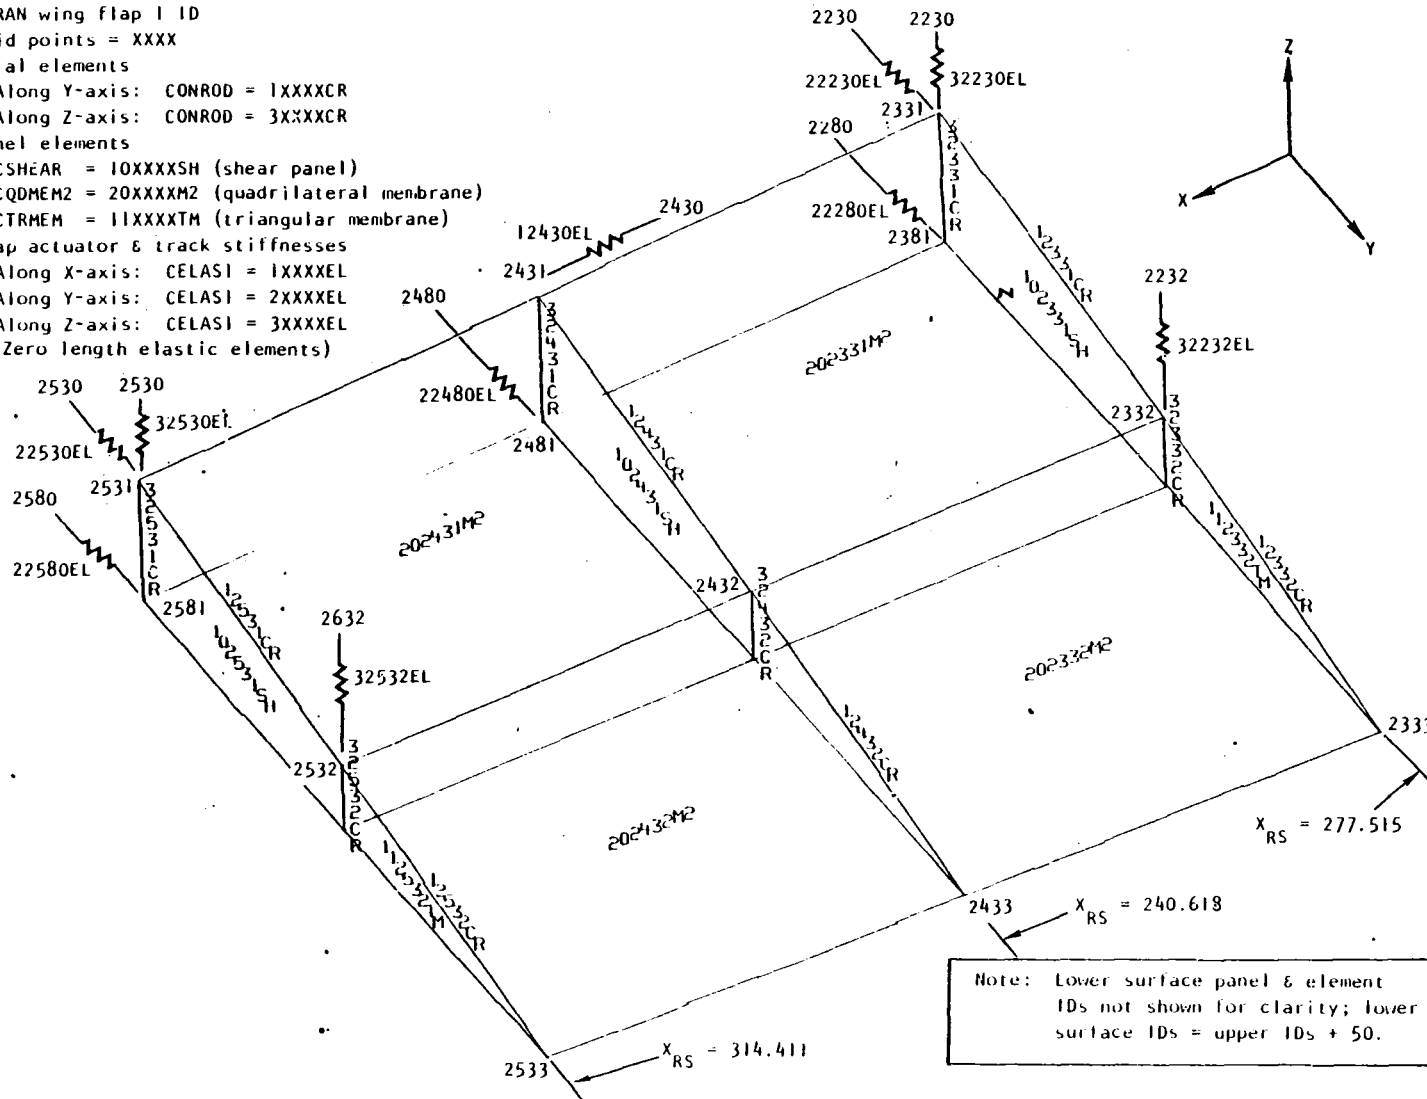 RAN wing flap 1 ID
id points = XXXX
al elements
Along Y-axis: CONROD = 1XXXXCR
Along Z-axis: CONROD = 3XXXXCR
nel elements
CSHEAR = 10XXXXSH (shear panel)
CQDMEM2 = 20XXXXM2 (quadrilateral membrane)
CTRMEM = 11XXXXTM (triangular membrane)
ap actuator & track stiffnesses
Along X-axis: CELAS1 = 1XXXXEL
Along Y-axis: CELAS1 = 2XXXXEL
Along Z-axis: CELAS1 = 3XXXXEL
Zero length elastic elements)
2230
2230
22230EL
32230EL
2331
2280
22280EL
2381
32331CR
Z
X
Y
12430EL
2430
2431
2480
22480EL
2481
32431CR
12331CR
102331SH
202331M2
2232
32232EL
2332
32332CR
2530
2530
32530EL
22530EL
2531
2580
22580EL
32531CR
2581
202431M2
12431CR
102431SH
2432
32432CR
112332TM
12332CR
12531CR
102531SH
2632
32532EL
2532
32532CR
202332M2
12432CR
2333
202432M2
112532TM
12532CR
X RS = 277.515
2433
X RS = 240.618
2533
X RS = 314.411
Note: Lower surface panel & element
IDs not shown for clarity; lower
surface IDs = upper IDs + 50.